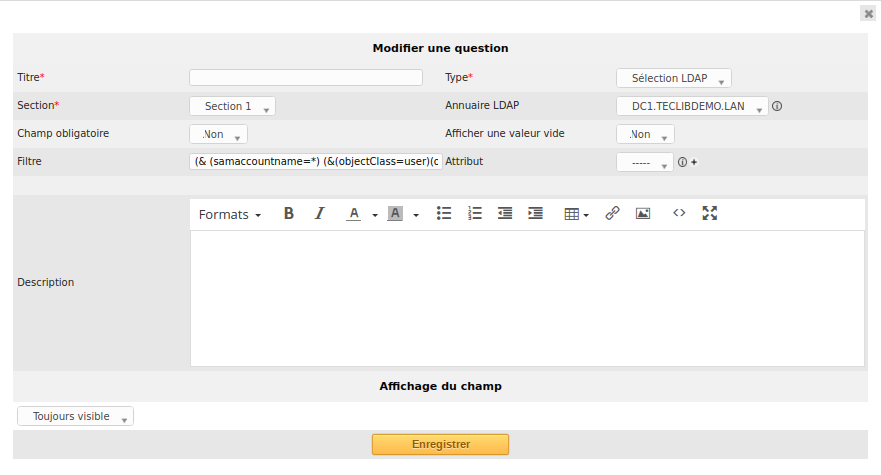 Modifier une question
Titre* Type* Sélection LDAP
Section* Section 1 Annuaire LDAP DC1.TECLIBDEMO.LAN
Champ obligatoire Non Afficher une valeur vide Non
Filtre (& (samaccountname=*) (&(objectClass=user)(o Attribut -----
Formats B I A A
Description
Affichage du champ
Toujours visible
Enregistrer